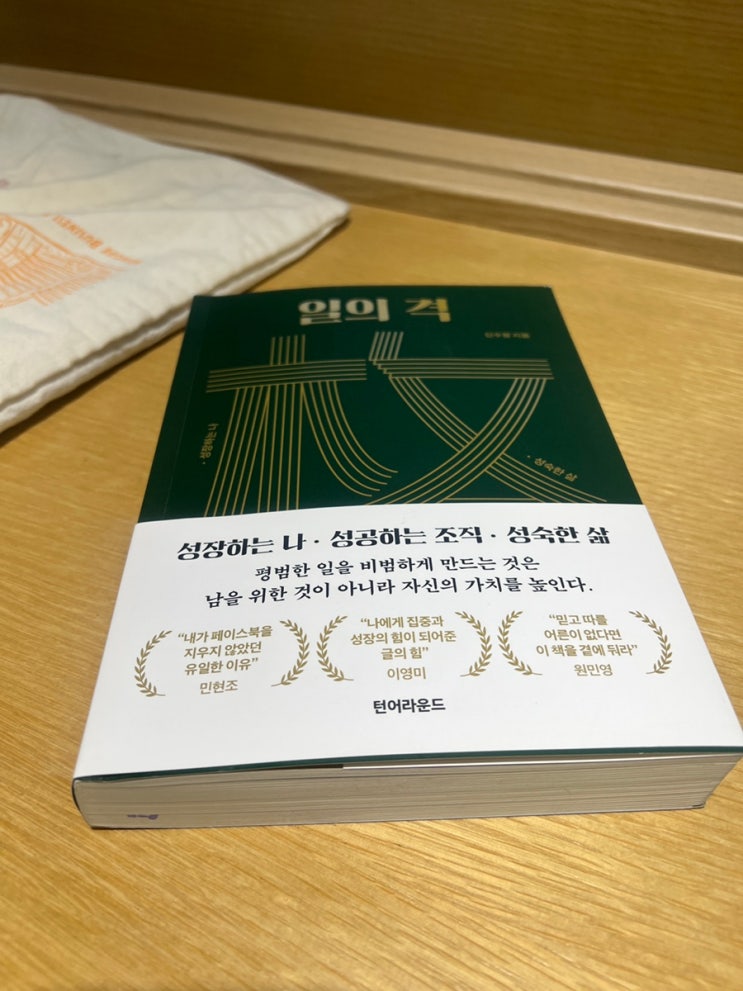 일의 격
신수정 지음
· 성장하는 나
· 성숙한 삶
성장하는 나 · 성공하는 조직 · 성숙한 삶
평범한 일을 비범하게 만드는 것은
남을 위한 것이 아니라 자신의 가치를 높인다.
“내가 페이스북을
지우지 않았던
유일한 이유”
민현조
“나에게 집중과
성장의 힘이 되어준
글의 힘”
이영미
“믿고 따를
어른이 없다면
이 책을 곁에 둬라”
원민영
턴어라운드